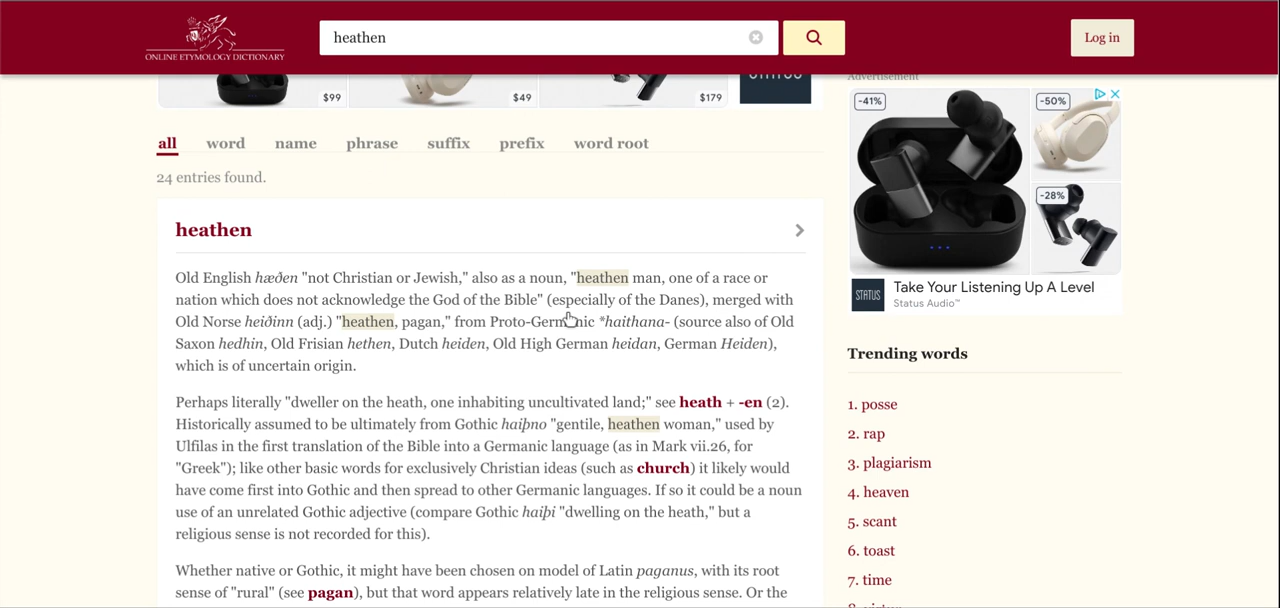 ONLINE ETYMOLOGY DICTIONARY
heathen
Log in
$99
$49
$179
STATUS
Advertisement
all word name phrase suffix prefix word root
24 entries found.
heathen
Old English hæðen "not Christian or Jewish," also as a noun, "heathen man, one of a race or
nation which does not acknowledge the God of the Bible" (especially of the Danes), merged with
Old Norse heiðinn (adj.) "heathen, pagan," from Proto-Germanic *haithana- (source also of Old
Saxon hedhin, Old Frisian hethen, Dutch heiden, Old High German heidan, German Heiden),
which is of uncertain origin.
Perhaps literally "dweller on the heath, one inhabiting uncultivated land;" see heath + -en (2).
Historically assumed to be ultimately from Gothic haiþno "gentile, heathen woman," used by
Ulfilas in the first translation of the Bible into a Germanic language (as in Mark vii.26, for
"Greek"); like other basic words for exclusively Christian ideas (such as church) it likely would
have come first into Gothic and then spread to other Germanic languages. If so it could be a noun
use of an unrelated Gothic adjective (compare Gothic haiþi "dwelling on the heath," but a
religious sense is not recorded for this).
Whether native or Gothic, it might have been chosen on model of Latin paganus, with its root
sense of "rural" (see pagan), but that word appears relatively late in the religious sense. Or the
-41%
-50%
-28%
STATUS
Take Your Listening Up A Level
Status Audio™
Trending words
1. posse
2. rap
3. plagiarism
4. heaven
5. scant
6. toast
7. time